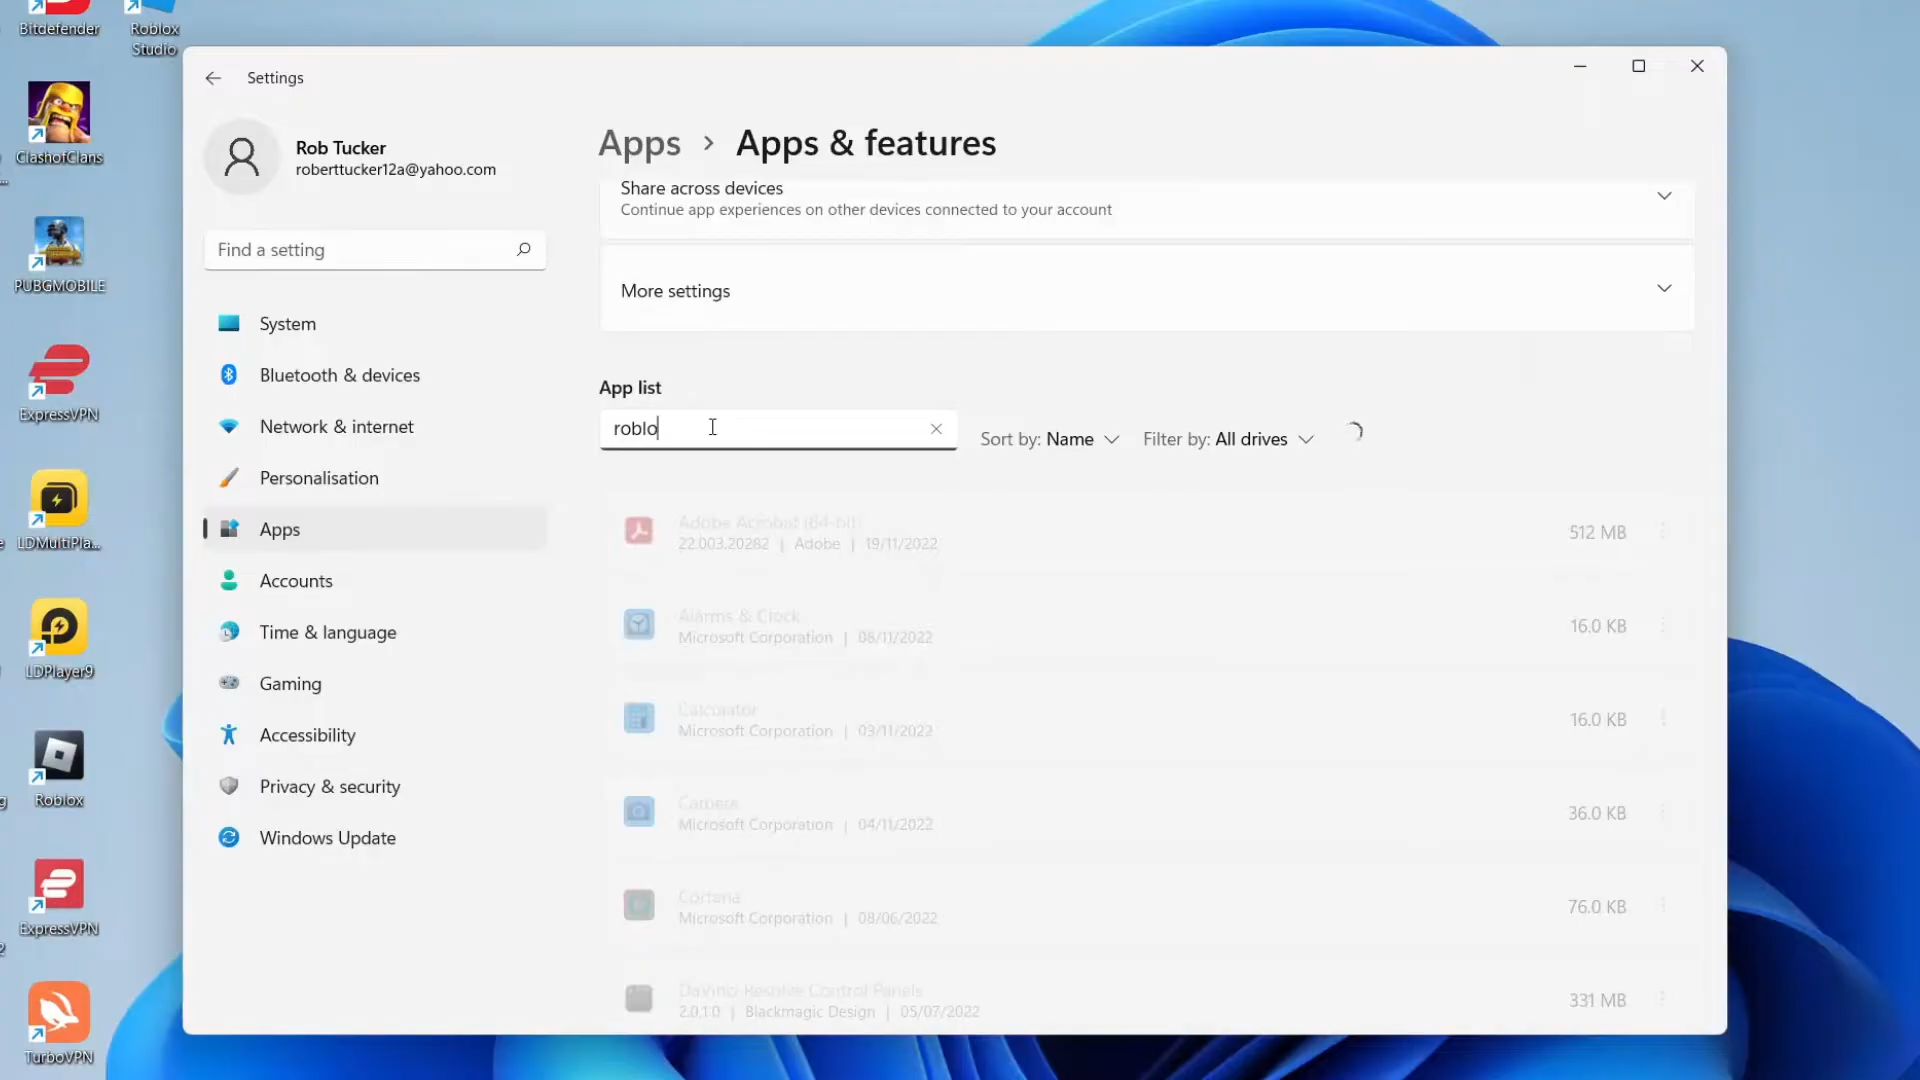 Bitdefender
Roblox
Studio
ClashofClans
PUBGMOBILE
ExpressVPN
LDMultiPla...
LDPlayer9
Roblox
ExpressVPN
TurboVPN
Settings
Rob Tucker
roberttucker12a@yahoo.com
Find a setting
System
Bluetooth & devices
Network & internet
Personalisation
Apps
Accounts
Time & language
Gaming
Accessibility
Privacy & security
Windows Update
Apps > Apps & features
Share across devices
Continue app experiences on other devices connected to your account
More settings
App list
roblo
Sort by: Name
Filter by: All drives
Adobe Acrobat (64-bit)
22.003.20282 | Adobe | 19/11/2022
512 MB
Alarms & Clock
Microsoft Corporation | 08/11/2022
16.0 KB
Calculator
Microsoft Corporation | 03/11/2022
16.0 KB
Camera
Microsoft Corporation | 04/11/2022
36.0 KB
Cortana
Microsoft Corporation | 08/06/2022
76.0 KB
DaVinci Resolve Control Panels
2.0.1.0 | Blackmagic Design | 05/07/2022
331 MB